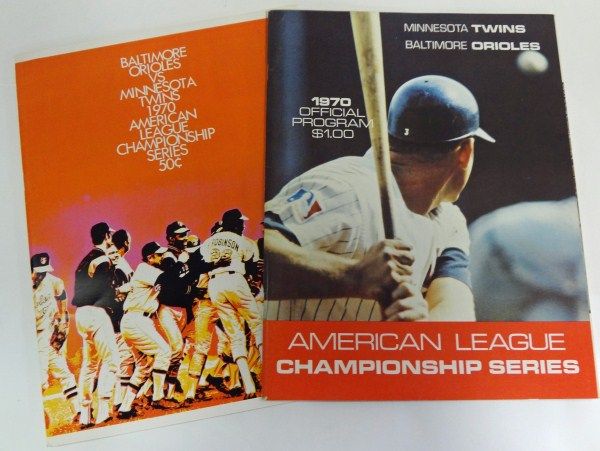 BALTIMORE
ORIOLES
VS
MINNESOTA
TWINS
1970
AMERICAN
LEAGUE
CHAMPIONSHIP
SERIES
50¢
ROBINSON
MINNESOTA TWINS
BALTIMORE ORIOLES
1970
OFFICIAL
PROGRAM
$1.00
3
AMERICAN LEAGUE
CHAMPIONSHIP SERIES